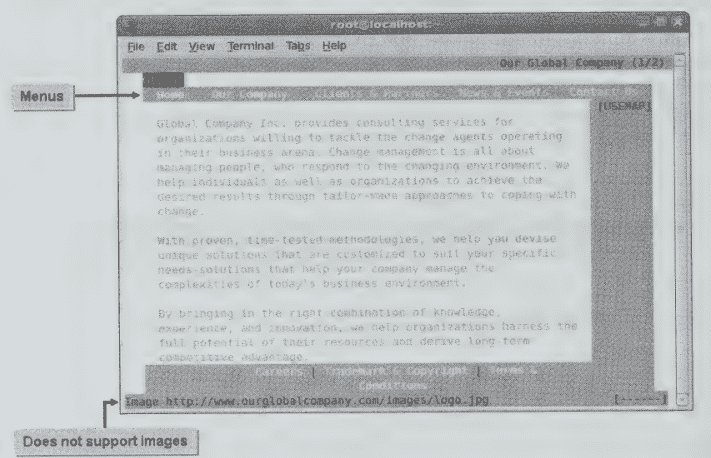 root@localhost:~
File Edit View Terminal Tabs Help
Our Global Company (1/2)
Menus
Home Our Company Clients & Partners News & Events Contact Us
[USEMAP]
Global Company Inc. provides consulting services for
organizations willing to tackle the change agents operating
in their business arena. Change management is all about
managing people, who respond to the changing environment. We
help individuals as well as organizations to achieve the
desired results through tailor-made approaches to coping with
change.
With proven, time-tested methodologies, we help you devise
unique solutions that are customized to suit your specific
needs-solutions that help your company manage the
complexities of today's business environment.
By bringing in the right combination of knowledge,
experience, and innovation, we help organizations harness the
full potential of their resources and derive long-term
competitive advantage.
Careers | Trademark & Copyright | Terms &
Conditions
Image http://www.ourglobalcompany.com/images/logo.jpg [------]
Does not support images